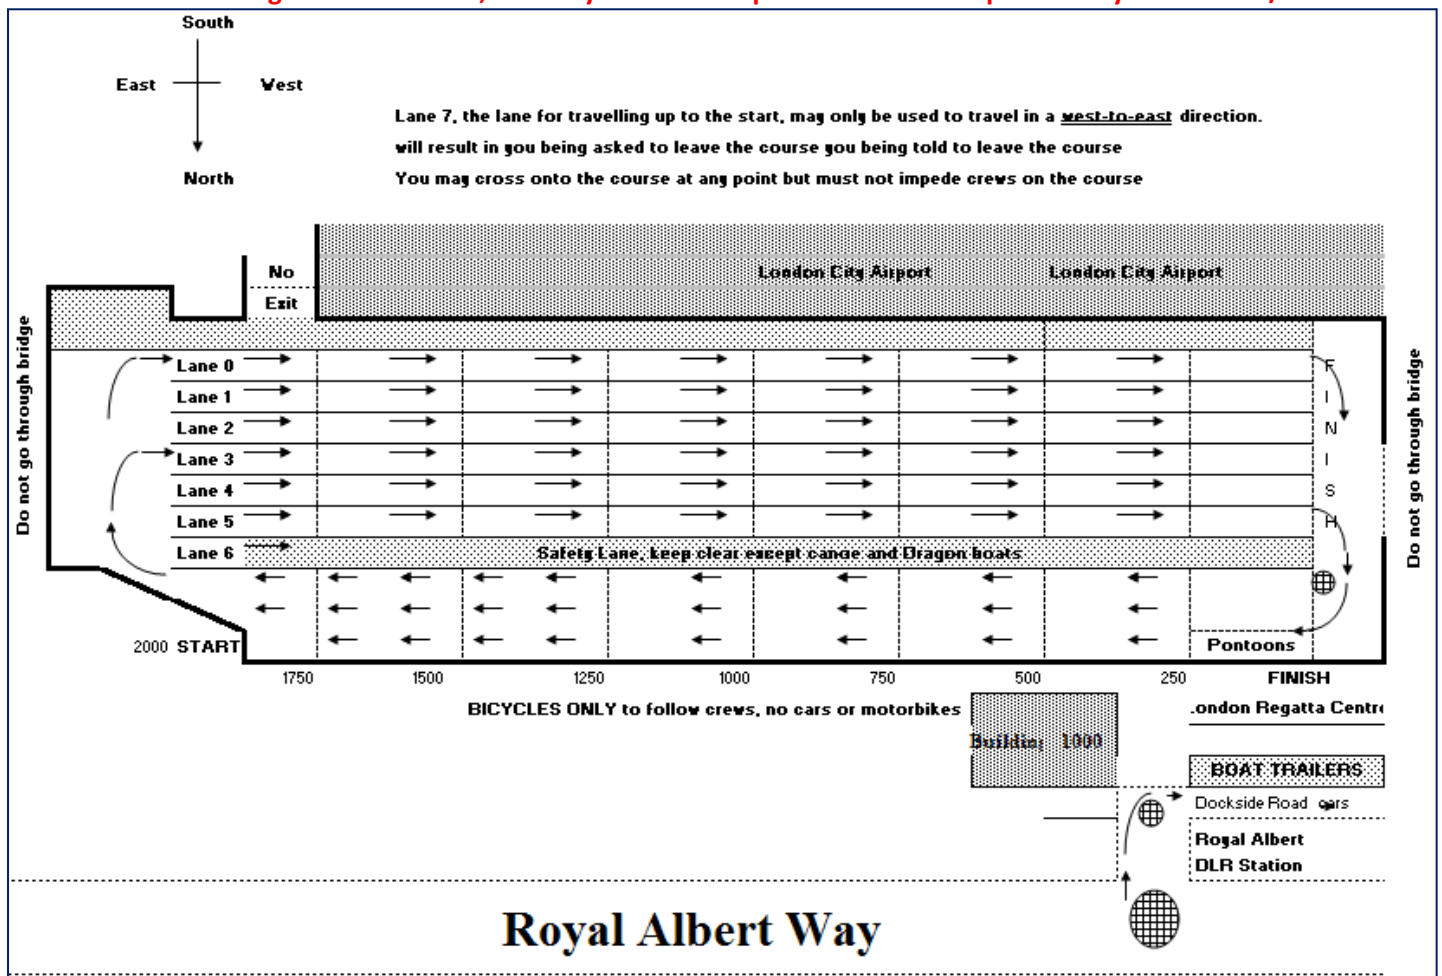 South
East West
North
Lane 7, the lane for travelling up to the start, may only be used to travel in a west-to-east direction.
will result in you being asked to leave the course you being told to leave the course
You may cross onto the course at any point but must not impede crews on the course
No
Exit
London City Airport London City Airport
Do not go through bridge
Lane 0
Lane 1
Lane 2
Lane 3
Lane 4
Lane 5
Lane 6
Safety Lane, keep clear except canoe and Dragon boats
FINISH
Do not go through bridge
2000 START
Pontoons
1750 1500 1250 1000 750 500 250 FINISH
BICYCLES ONLY to follow crews, no cars or motorbikes
London Regatta Centre
Building 1000
BOAT TRAILERS
Dockside Road cars
Royal Albert
DLR Station
Royal Albert Way